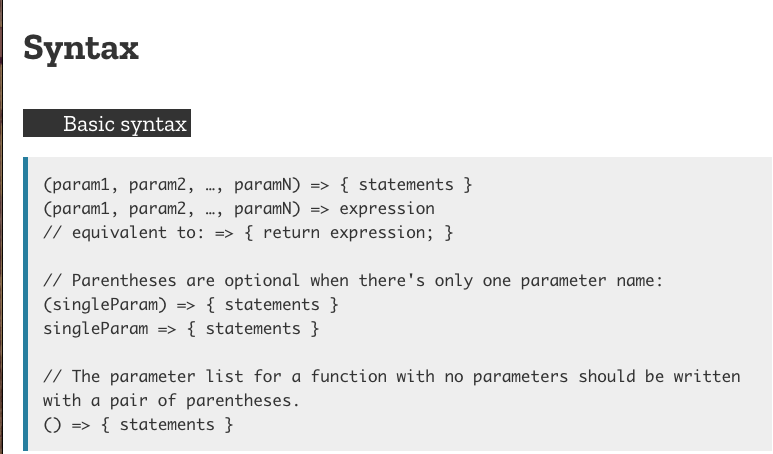 Syntax
Basic syntax
(param1, param2, …, paramN) => { statements }
(param1, param2, …, paramN) => expression
// equivalent to: => { return expression; }
// Parentheses are optional when there's only one parameter name:
(singleParam) => { statements }
singleParam => { statements }
// The parameter list for a function with no parameters should be written
with a pair of parentheses.
() => { statements }